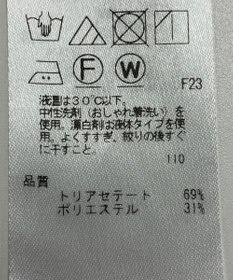 F
W
F23
液温は30℃以下。
中性洗剤(おしゃれ着洗い)を
使用。漂白剤は液体タイプを使
用。よくすすぎ、絞りの後すぐ
に干すこと。
110
品質
トリアセテート 69%
ポリエステル 31%